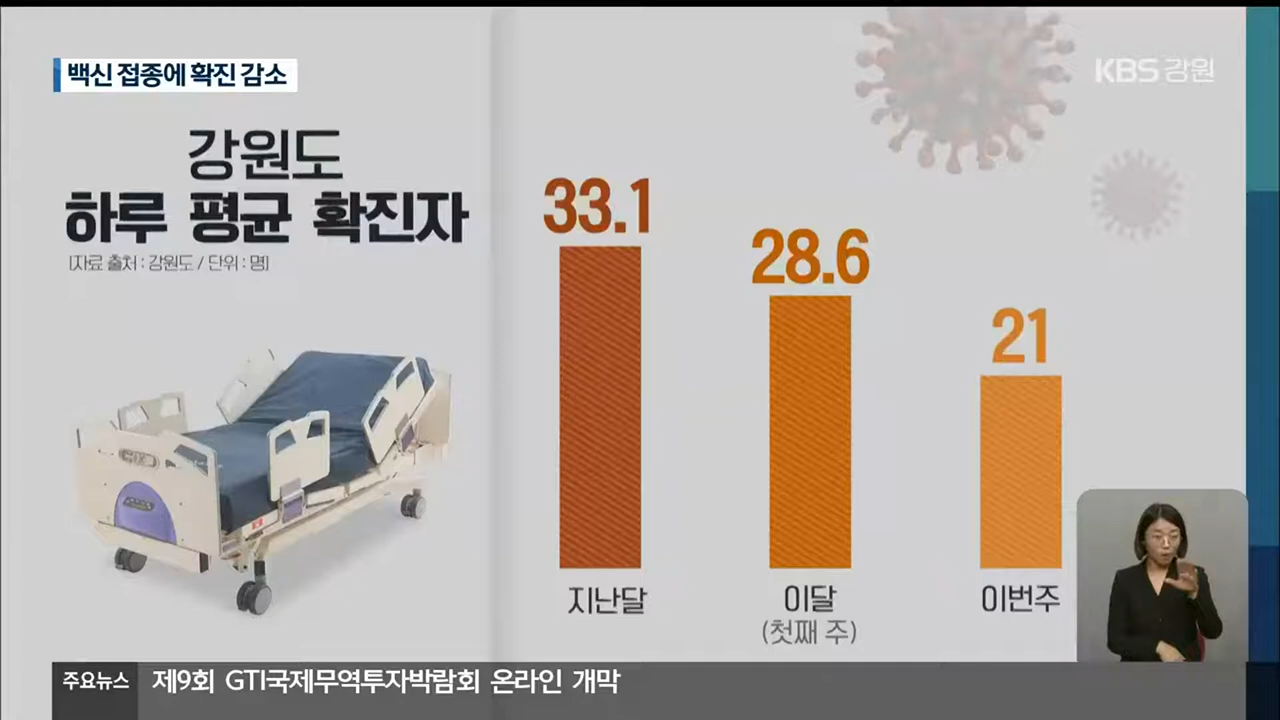 백신 접종에 확진 감소
KBS 강원
강원도
하루 평균 확진자
[자료 출처 : 강원도 / 단위 : 명]
33.1
28.6
21
지난달
이달
(첫째 주)
이번주
주요뉴스
제9회 GTI국제무역투자박람회 온라인 개막